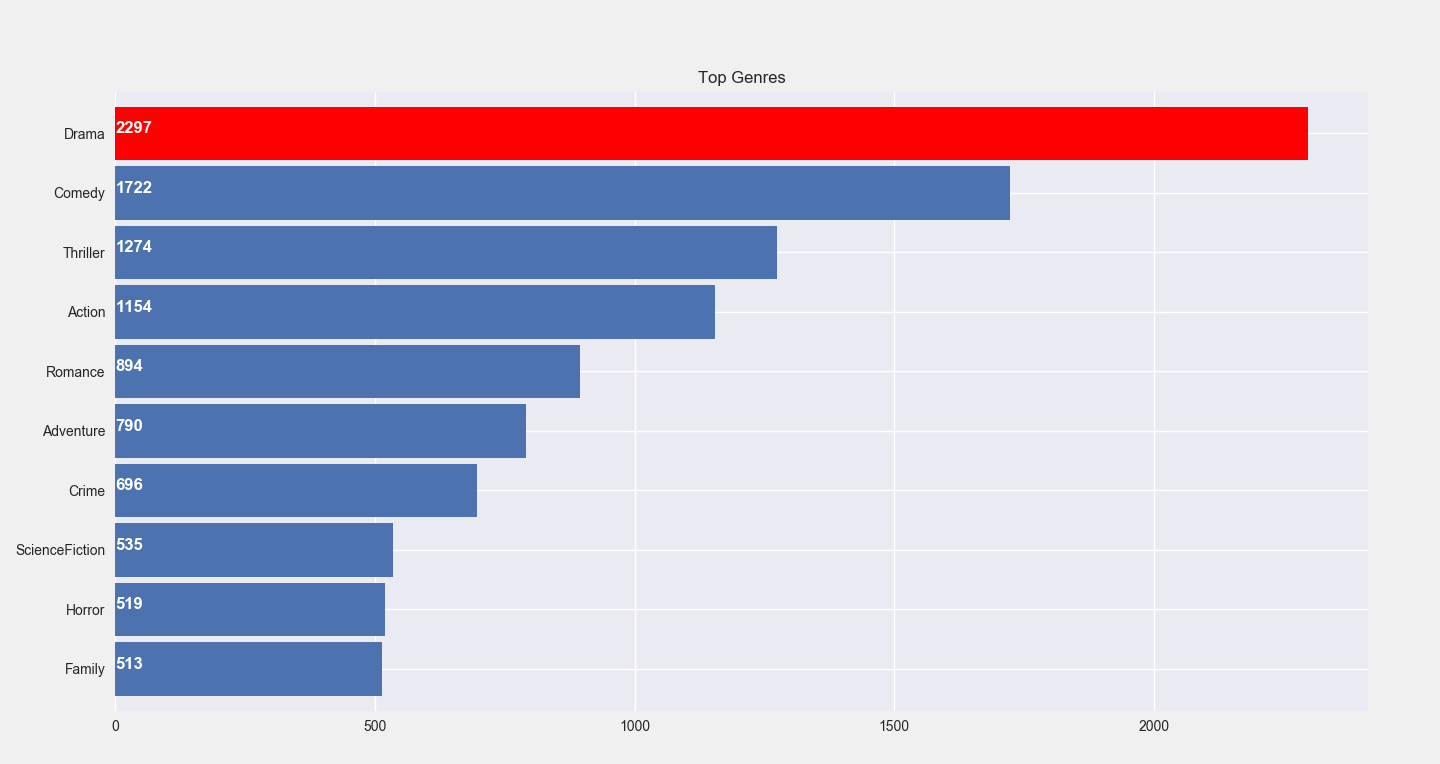 Top Genres
Drama 2297
Comedy 1722
Thriller 1274
Action 1154
Romance 894
Adventure 790
Crime 696
ScienceFiction 535
Horror 519
Family 513
0 500 1000 1500 2000